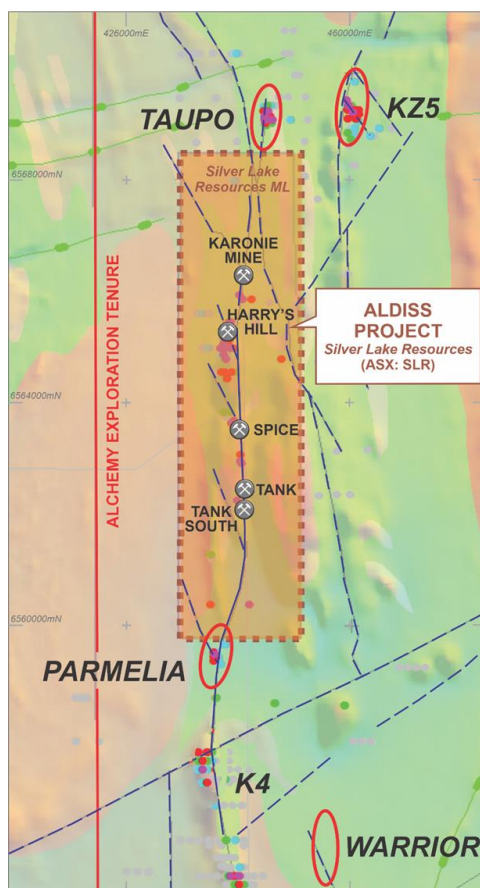 426000mE
460000mE
TAUPO
KZ5
6568000mN
Silver Lake
Resources ML
KARONIE
MINE
HARRY'S
HILL
ALDISS
PROJECT
Silver Lake Resources
(ASX: SLR)
ALCHEMY EXPLORATION TENURE
6564000mN
SPICE
TANK
TANK
SOUTH
6560000mN
PARMELIA
K4
WARRIOR